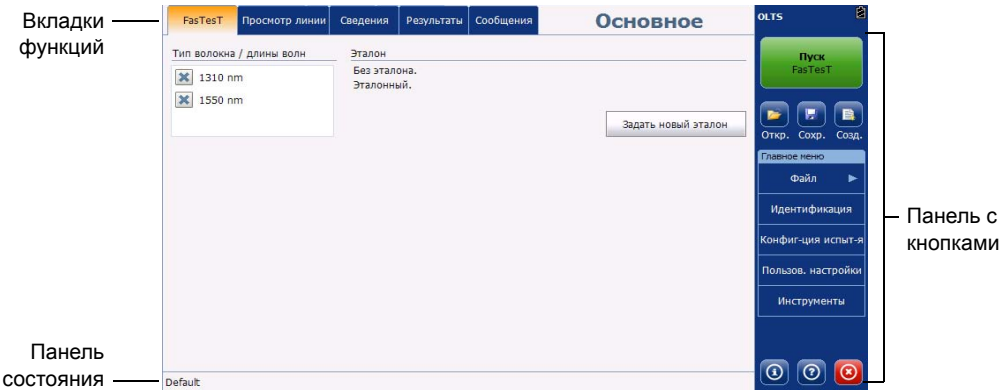 Вкладки
функций
FasTesT
Просмотр линии
Сведения
Результаты
Сообщения
Основное
OLTS
Тип волокна / длины волн
1310 nm
1550 nm
Эталон
Без эталона.
Эталонный.
Задать новый эталон
Пуск
FasTesT
Откр.
Сохр.
Созд.
Главное меню
Файл
Идентификация
Конфиг-ция испыт-я
Пользов. настройки
Инструменты
Панель с
кнопками
Панель
состояния
Default